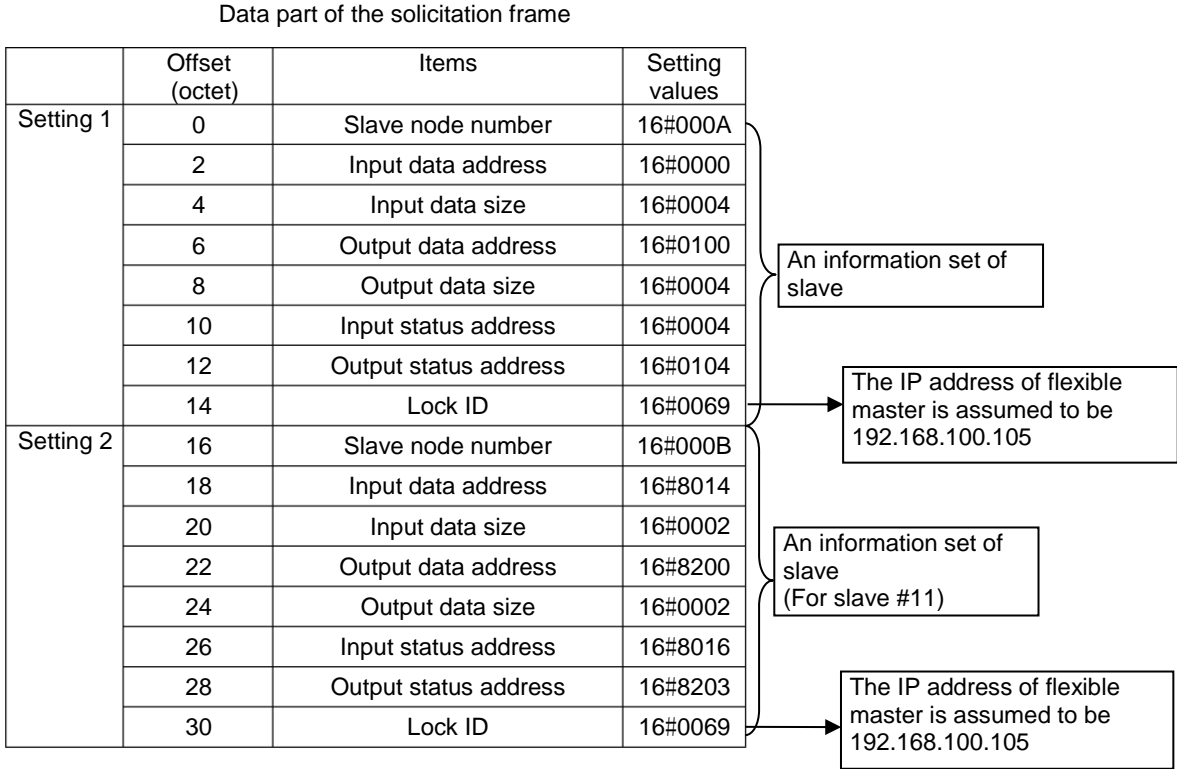 Data part of the solicitation frame
Offset (octet) Items Setting values
Setting 1 0 Slave node number 16#000A
2 Input data address 16#0000
4 Input data size 16#0004
6 Output data address 16#0100
8 Output data size 16#0004
10 Input status address 16#0004
12 Output status address 16#0104
14 Lock ID 16#0069
An information set of
slave
The IP address of flexible
master is assumed to be
192.168.100.105
Setting 2 16 Slave node number 16#000B
18 Input data address 16#8014
20 Input data size 16#0002
22 Output data address 16#8200
24 Output data size 16#0002
26 Input status address 16#8016
28 Output status address 16#8203
30 Lock ID 16#0069
An information set of
slave
(For slave #11)
The IP address of flexible
master is assumed to be
192.168.100.105